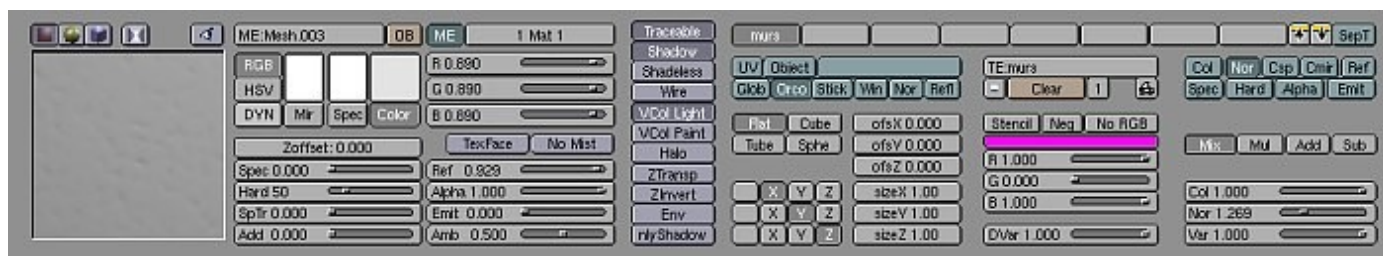 ME:Mesh.003 OB ME 1 Mat 1
RGB R 0.890
HSV G 0.890
DYN Mir Spec Color B 0.890
Zoffset: 0.000 TexFace No Mist
Spec 0.000 Ref 0.929
Hard 50 Alpha 1.000
SpTr 0.000 Emit 0.000
Add 0.000 Amb 0.500
Traceable
Shadow
Shadeless
Wire
VCol Light
VCol Paint
Halo
ZTransp
ZInvert
Env
nlyShadow
murs SepT
UV Object
Glob Orco Stick Win Nor Refl
Flat Cube ofsX 0.000
Tube Sphe ofsY 0.000
ofsZ 0.000
X Y Z sizeX 1.00
X Y Z sizeY 1.00
X Y Z sizeZ 1.00
TE:murs
- Clear 1
Stencil Neg No RGB
R 1.000
G 0.000
B 1.000
DVar 1.000
Col Nor Csp Cmir Ref
Spec Hard Alpha Emit
Mix Mul Add Sub
Col 1.000
Nor 1.269
Var 1.000